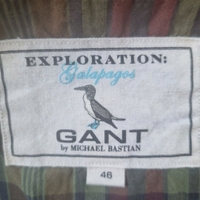 EXPLORATION:
Galapagos
GANT
by MICHAEL BASTIAN
46